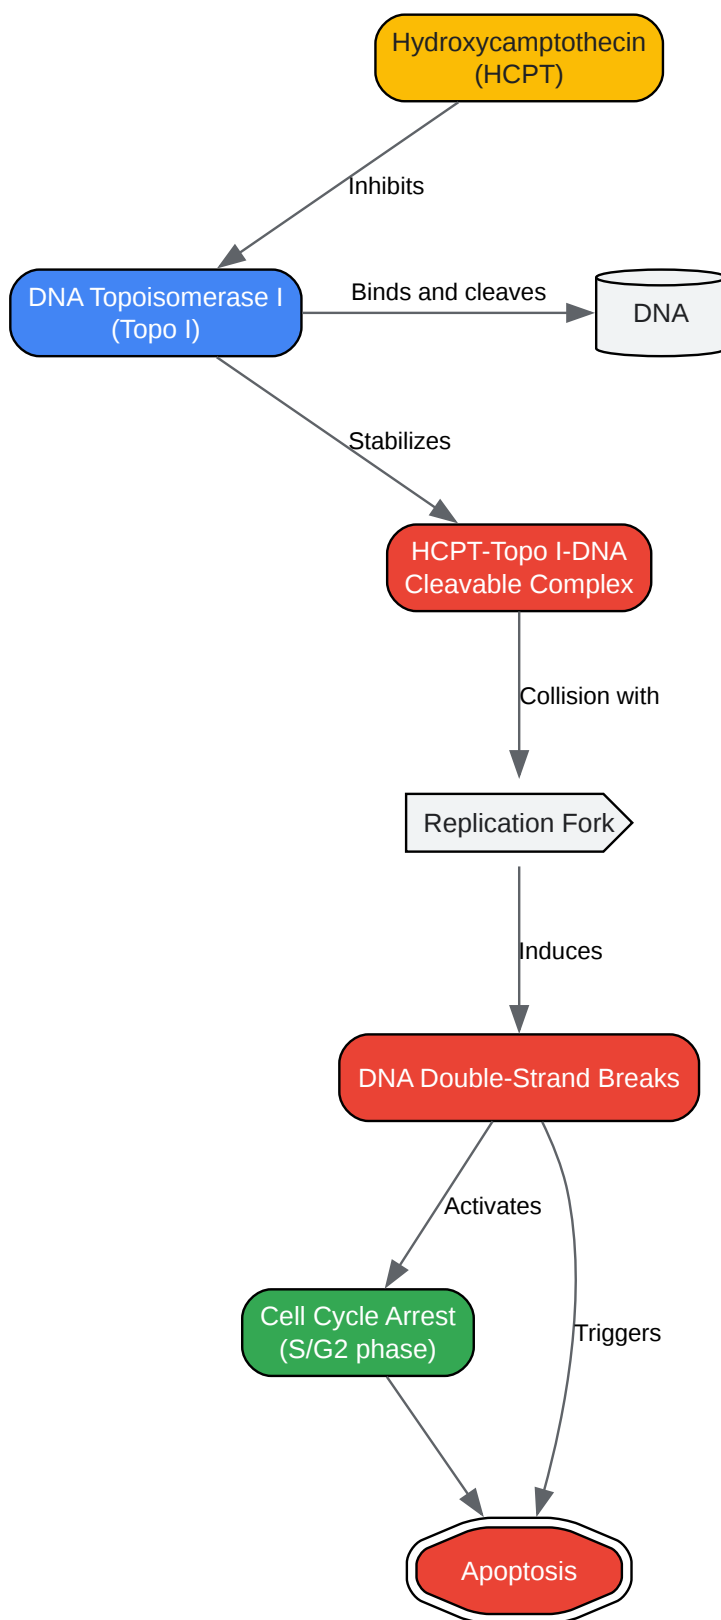 Hydroxycamptothecin
(HCPT)
Inhibits
DNA Topoisomerase I
(Topo I)
Binds and cleaves
DNA
Stabilizes
HCPT-Topo I-DNA
Cleavable Complex
Collision with
Replication Fork
Induces
DNA Double-Strand Breaks
Activates
Cell Cycle Arrest
(S/G2 phase)
Triggers
Apoptosis